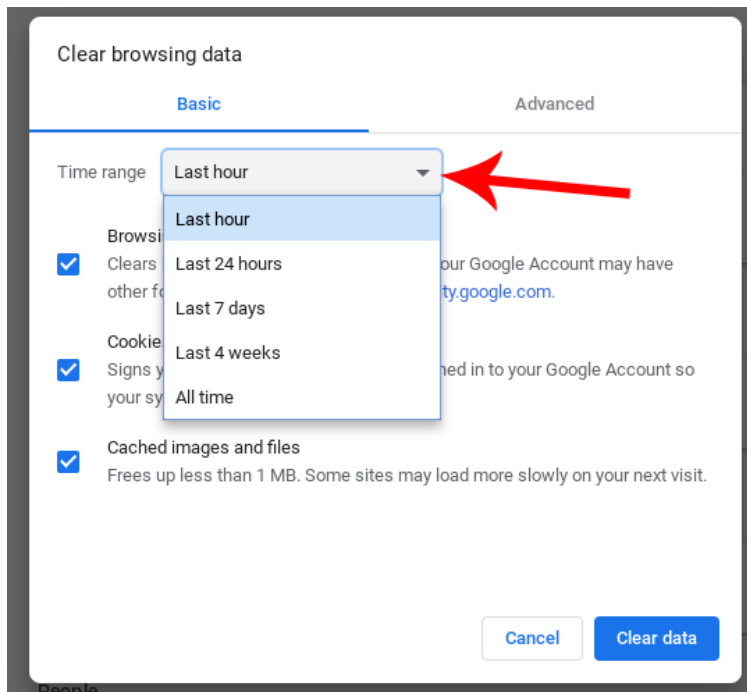 Clear browsing data
Basic Advanced
Time range Last hour
Last hour
Last 24 hours
Last 7 days
Last 4 weeks
All time
Browsi
Clears our Google Account may have
other fo ty.google.com.
Cookie
Signs y ned in to your Google Account so
your sy
Cached images and files
Frees up less than 1 MB. Some sites may load more slowly on your next visit.
Cancel Clear data
People